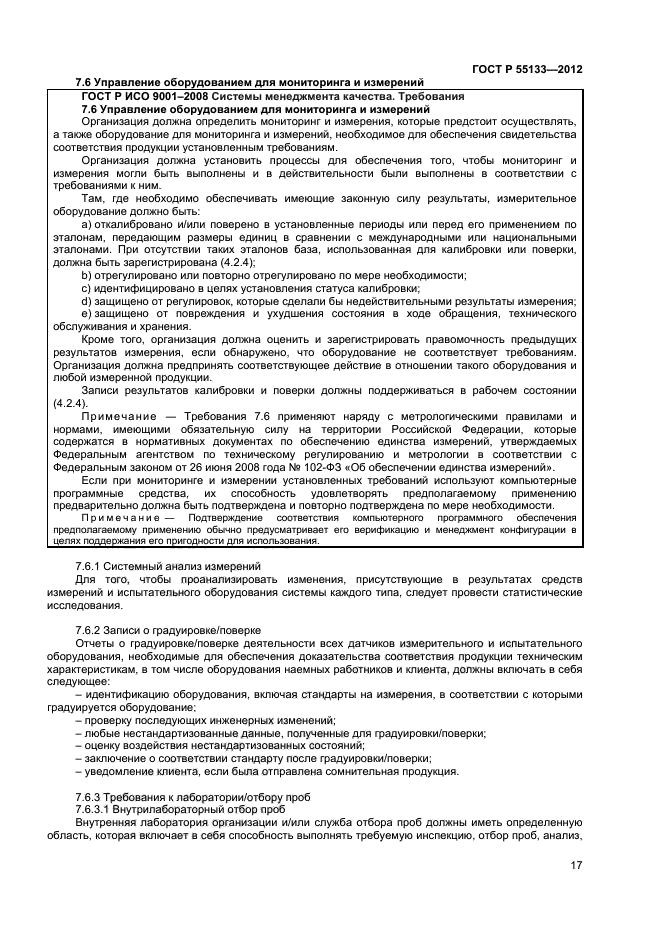 ГОСТ Р 55133—2012
7.6 Управление оборудованием для мониторинга и измерений
ГОСТ Р ИСО 9001–2008 Системы менеджмента качества. Требования
7.6 Управление оборудованием для мониторинга и измерений
Организация должна определить мониторинг и измерения, которые предстоит осуществлять,
а также оборудование для мониторинга и измерений, необходимое для обеспечения свидетельства
соответствия продукции установленным требованиям.
Организация должна установить процессы для обеспечения того, чтобы мониторинг и
измерения могли быть выполнены и в действительности были выполнены в соответствии с
требованиями к ним.
Там, где необходимо обеспечивать имеющие законную силу результаты, измерительное
оборудование должно быть:
a) откалибровано и/или поверено в установленные периоды или перед его применением по
эталонам, передающим размеры единиц в сравнении с международными или национальными
эталонами. При отсутствии таких эталонов база, использованная для калибровки или поверки,
должна быть зарегистрирована (4.2.4);
b) отрегулировано или повторно отрегулировано по мере необходимости;
c) идентифицировано в целях установления статуса калибровки;
d) защищено от регулировок, которые сделали бы недействительными результаты измерения;
e) защищено от повреждения и ухудшения состояния в ходе обращения, технического
обслуживания и хранения.
Кроме того, организация должна оценить и зарегистрировать правомочность предыдущих
результатов измерения, если обнаружено, что оборудование не соответствует требованиям.
Организация должна предпринять соответствующее действие в отношении такого оборудования и
любой измеренной продукции.
Записи результатов калибровки и поверки должны поддерживаться в рабочем состоянии
(4.2.4).
Примечание — Требования 7.6 применяют наряду с метрологическими правилами и
нормами, имеющими обязательную силу на территории Российской Федерации, которые
содержатся в нормативных документах по обеспечению единства измерений, утверждаемых
Федеральным агентством по техническому регулированию и метрологии в соответствии с
Федеральным законом от 26 июня 2008 года № 102-ФЗ «Об обеспечении единства измерений».
Если при мониторинге и измерении установленных требований используют компьютерные
программные средства, их способность удовлетворять предполагаемому применению
предварительно должна быть подтверждена и повторно подтверждена по мере необходимости.
Примечание — Подтверждение соответствия компьютерного программного обеспечения
предполагаемому применению обычно предусматривает его верификацию и менеджмент конфигурации в
целях поддержания его пригодности для использования.
7.6.1 Системный анализ измерений
Для того, чтобы проанализировать изменения, присутствующие в результатах средств
измерений и испытательного оборудования системы каждого типа, следует провести статистические
исследования.
7.6.2 Записи о градуировке/поверке
Отчеты о градуировке/поверке деятельности всех датчиков измерительного и испытательного
оборудования, необходимые для обеспечения доказательства соответствия продукции техническим
характеристикам, в том числе оборудования наемных работников и клиента, должны включать в себя
следующее:
– идентификацию оборудования, включая стандарты на измерения, в соответствии с которыми
градуируется оборудование;
– проверку последующих инженерных изменений;
– любые нестандартизованные данные, полученные для градуировки/поверки;
– оценку воздействия нестандартизованных состояний;
– заключение о соответствии стандарту после градуировки/поверки;
– уведомление клиента, если была отправлена сомнительная продукция.
7.6.3 Требования к лаборатории/отбору проб
7.6.3.1 Внутрилабораторный отбор проб
Внутренняя лаборатория организации и/или служба отбора проб должны иметь определенную
область, которая включает в себя способность выполнять требуемую инспекцию, отбор проб, анализ,
17